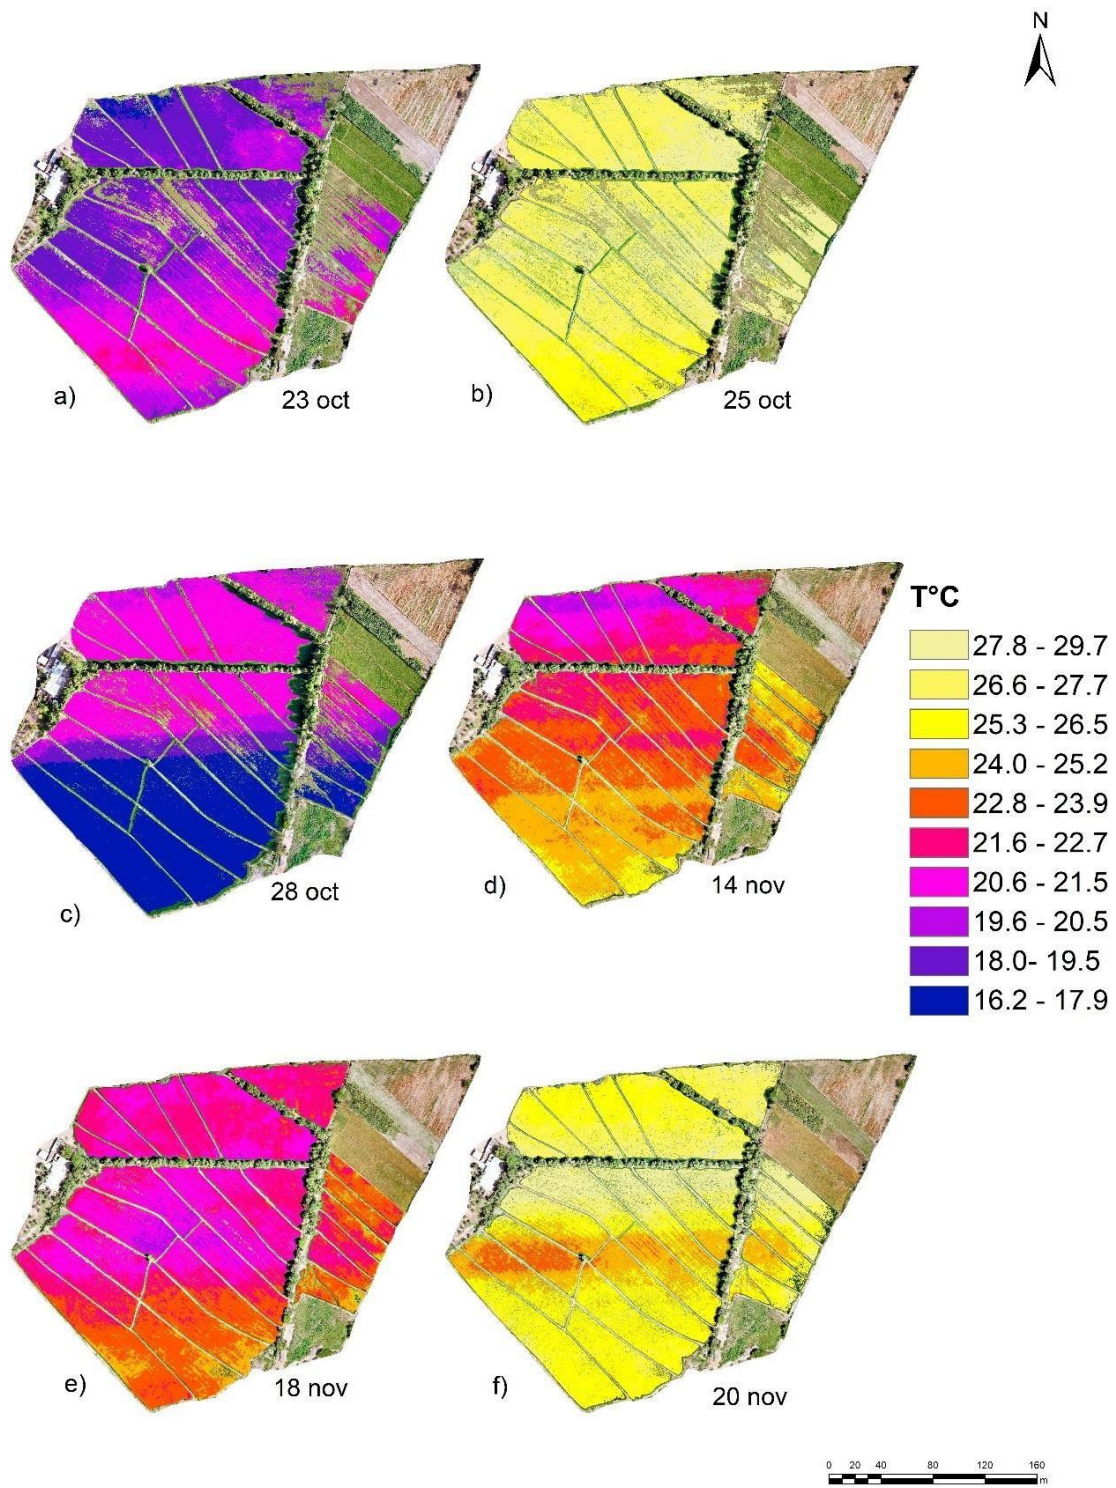 N
a)
23 oct
b)
25 oct
c)
28 oct
d)
14 nov
T°C
27.8 - 29.7
26.6 - 27.7
25.3 - 26.5
24.0 - 25.2
22.8 - 23.9
21.6 - 22.7
20.6 - 21.5
19.6 - 20.5
18.0- 19.5
16.2 - 17.9
e)
18 nov
f)
20 nov
0 20 40 80 120 160
m